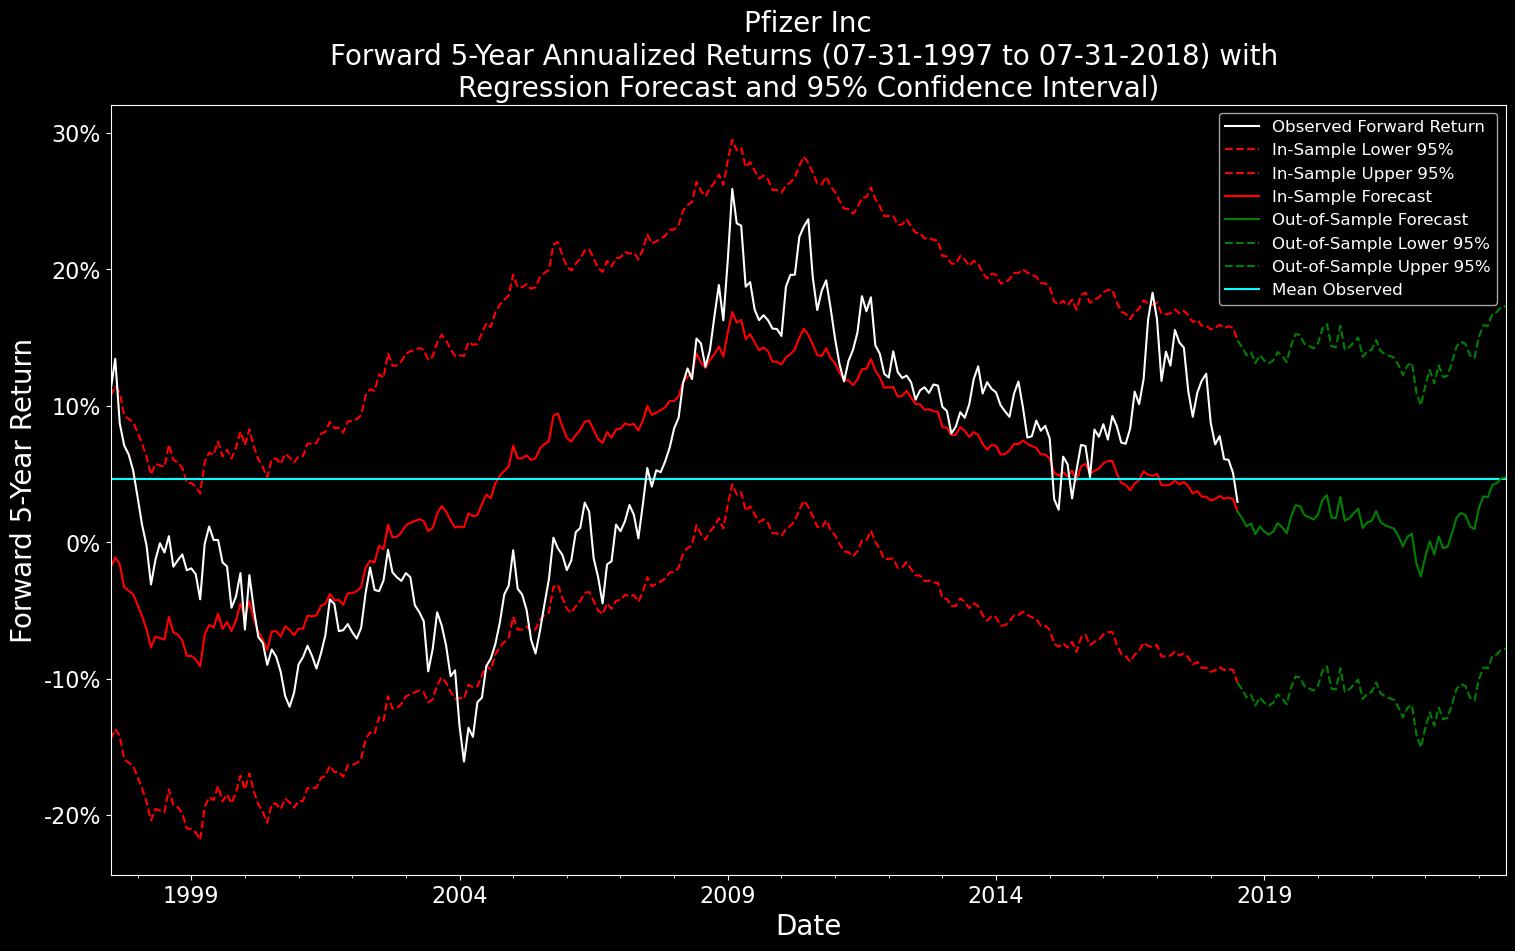 Pfizer Inc
Forward 5-Year Annualized Returns (07-31-1997 to 07-31-2018) with
Regression Forecast and 95% Confidence Interval)
Observed Forward Return
In-Sample Lower 95%
In-Sample Upper 95%
In-Sample Forecast
Out-of-Sample Forecast
Out-of-Sample Lower 95%
Out-of-Sample Upper 95%
Mean Observed
Forward 5-Year Return
30%
20%
10%
0%
-10%
-20%
1999 2004 2009 2014 2019
Date